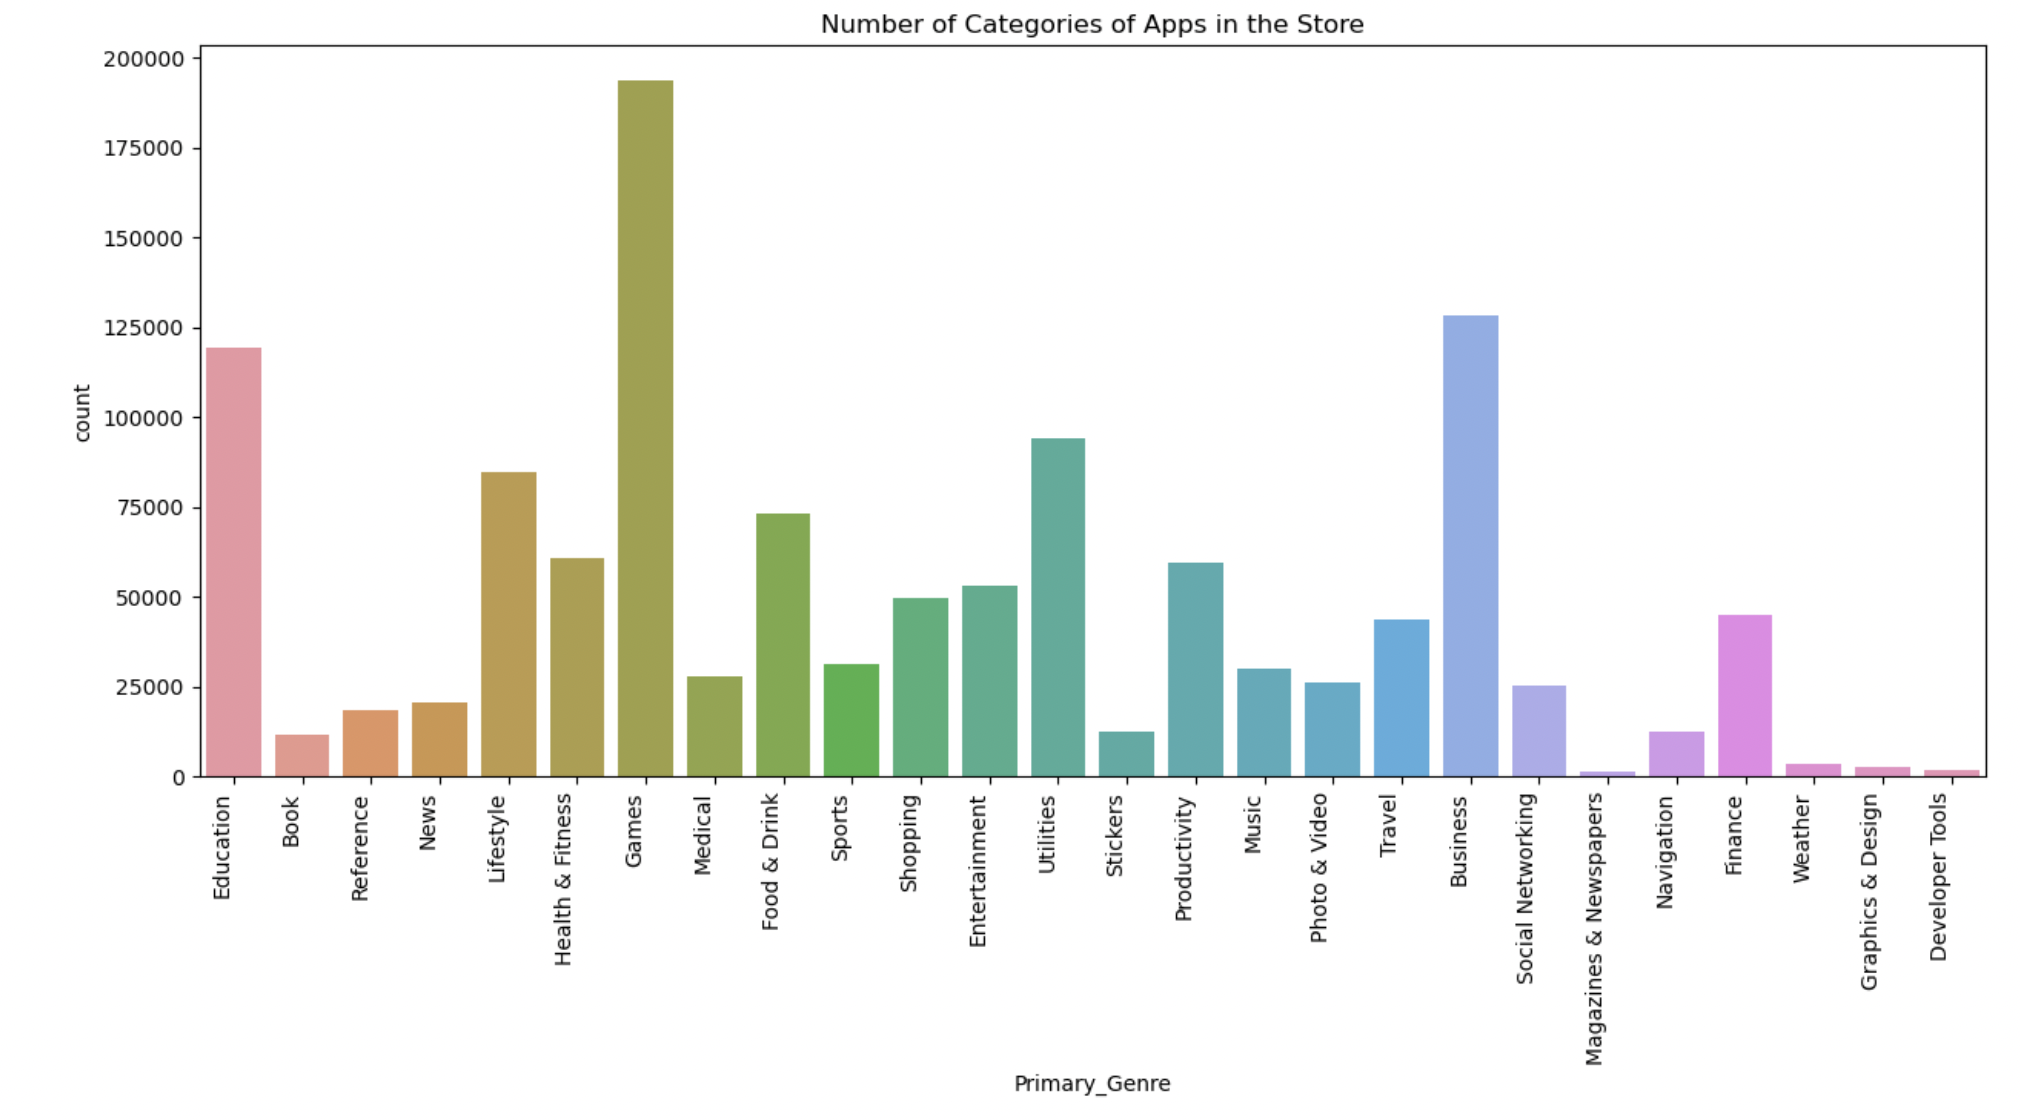 Number of Categories of Apps in the Store
200000
175000
150000
125000
100000
75000
50000
25000
0
count
Education
Book
Reference
News
Lifestyle
Health & Fitness
Games
Medical
Food & Drink
Sports
Shopping
Entertainment
Utilities
Stickers
Productivity
Music
Photo & Video
Travel
Business
Social Networking
Magazines & Newspapers
Navigation
Finance
Weather
Graphics & Design
Developer Tools
Primary_Genre